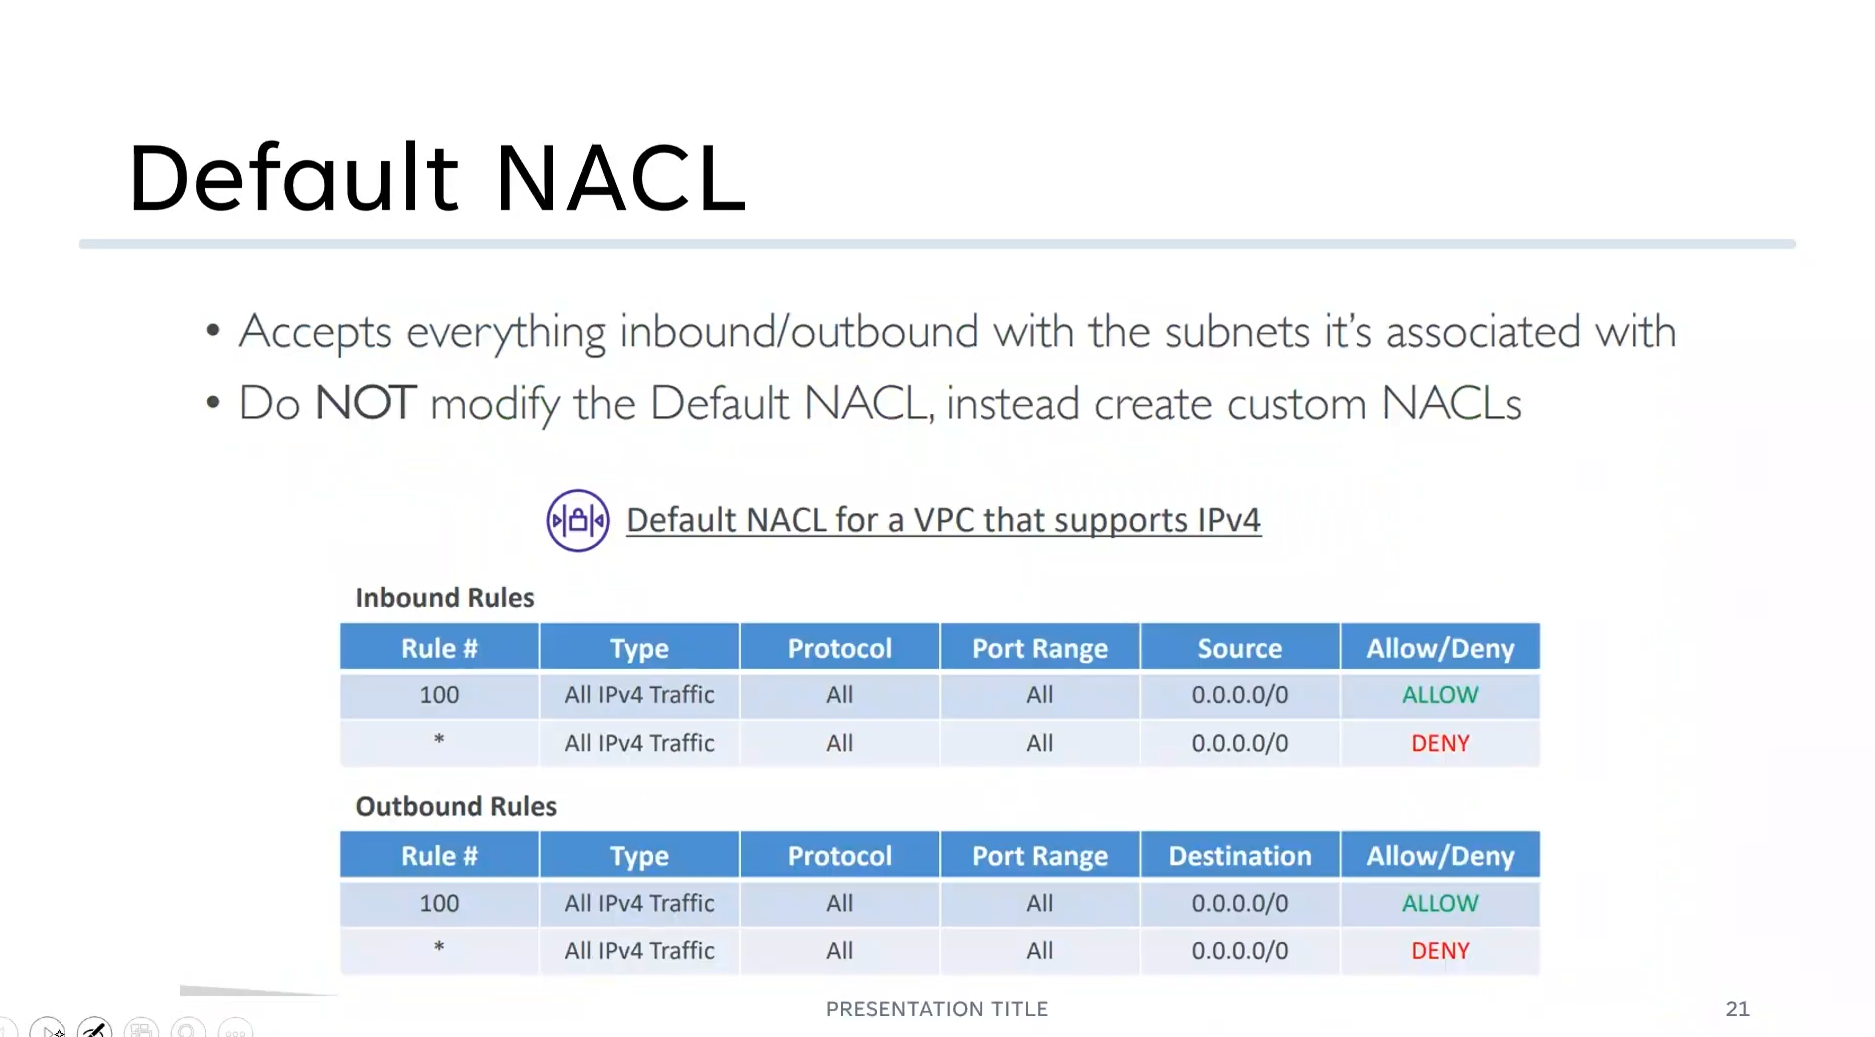 Default NACL
• Accepts everything inbound/outbound with the subnets it's associated with
• Do NOT modify the Default NACL, instead create custom NACLs
Default NACL for a VPC that supports IPv4
Inbound Rules
Rule # Type Protocol Port Range Source Allow/Deny
100 All IPv4 Traffic All All 0.0.0.0/0 ALLOW
* All IPv4 Traffic All All 0.0.0.0/0 DENY
Outbound Rules
Rule # Type Protocol Port Range Destination Allow/Deny
100 All IPv4 Traffic All All 0.0.0.0/0 ALLOW
* All IPv4 Traffic All All 0.0.0.0/0 DENY
PRESENTATION TITLE 21